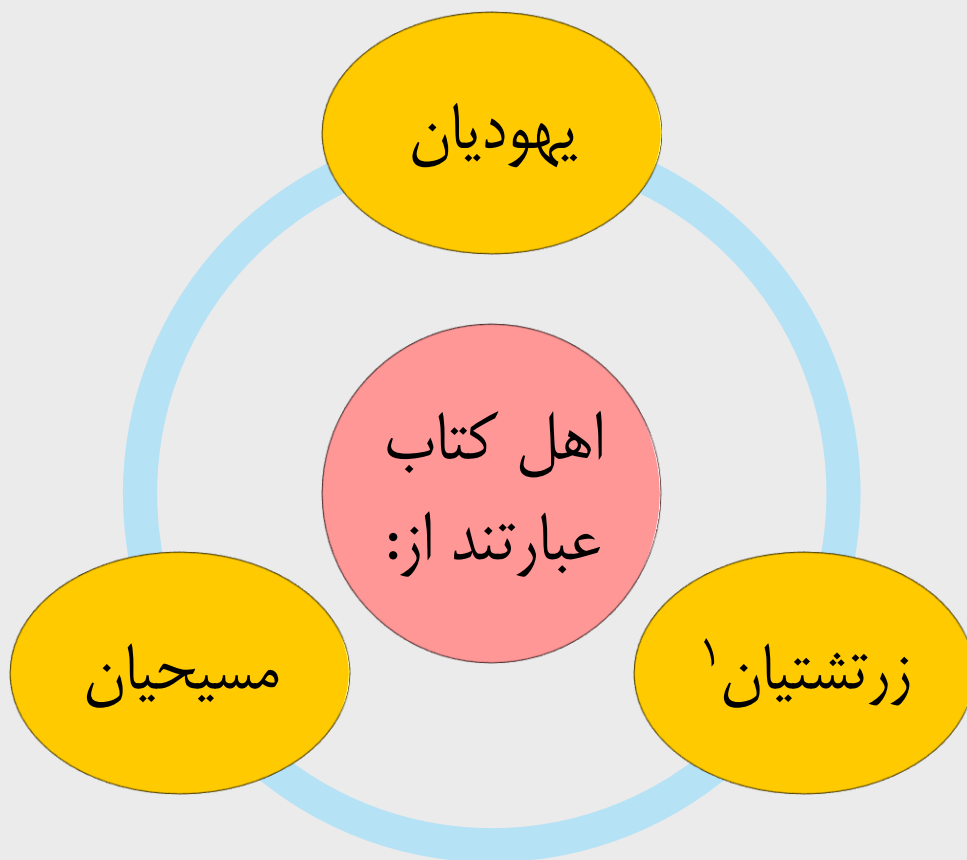 یهودیان
اهل کتاب
عبارتند از:
زرتشتیان۱
مسیحیان